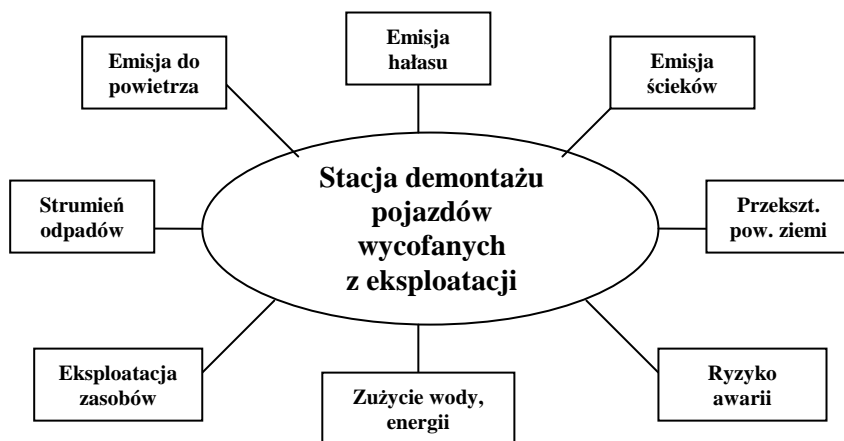 Emisja do
powietrza
Emisja
hałasu
Emisja
ścieków
Stacja demontażu
pojazdów
wycofanych
z eksploatacji
Strumień
odpadów
Przekszt.
pow. ziemi
Eksploatacja
zasobów
Zużycie wody,
energii
Ryzyko
awarii